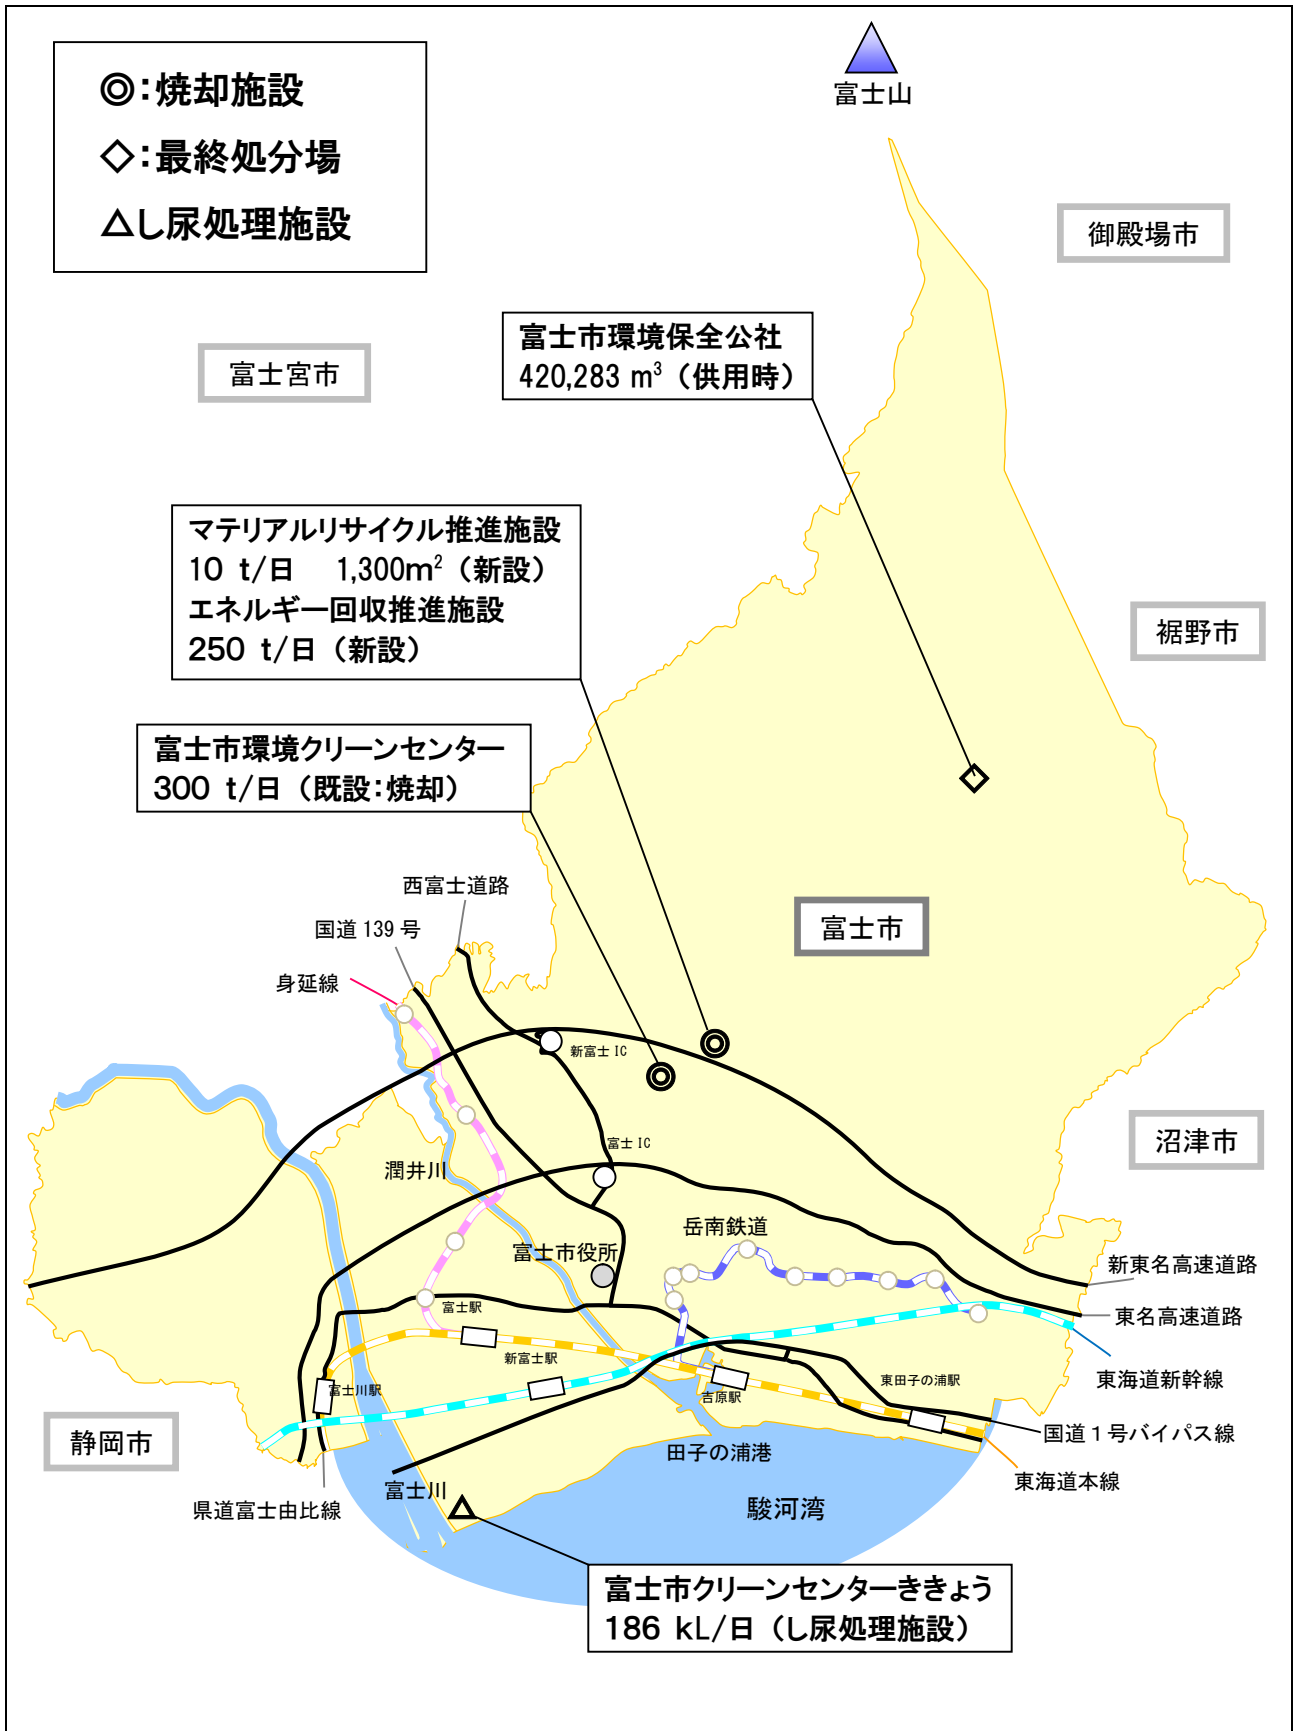 ◎：焼却施設
◇：最終処分場
△し尿処理施設
富士山
御殿場市
富士市環境保全公社
420,283 m³（供用時）
富士宮市
マテリアルリサイクル推進施設
10 t/日　1,300m²（新設）
エネルギー回収推進施設
250 t/日（新設）
裾野市
富士市環境クリーンセンター
300 t/日（既設：焼却）
西富士道路
国道 139 号
富士市
身延線
新富士 IC
沼津市
富士 IC
潤井川
岳南鉄道
富士市役所
新東名高速道路
富士駅
東名高速道路
新富士駅
東田子の浦駅
東海道新幹線
富士川駅
吉原駅
国道１号バイパス線
静岡市
田子の浦港
東海道本線
富士川
県道富士由比線
駿河湾
富士市クリーンセンターききょう
186 kL/日（し尿処理施設）